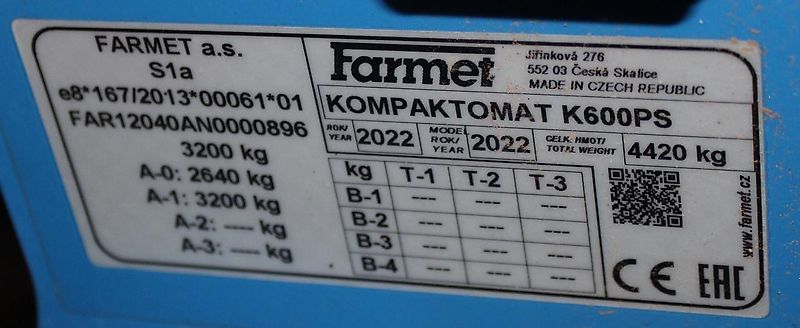 FARMET a.s.
S1a
e8*167/2013*00061*01
FAR12040AN0000896
3200 kg
A-0: 2640 kg
A-1: 3200 kg
A-2: ---- kg
A-3: ---- kg
Farmet
Jiřinková 276
552 03 Česká Skalice
MADE IN CZECH REPUBLIC
KOMPAKTOMAT K600PS
ROK/ YEAR 2022 MODEL ROK/ YEAR 2022 CELK. HMOT/ TOTAL WEIGHT 4420 kg
kg T-1 T-2 T-3
B-1 --- --- ---
B-2 --- --- ---
B-3 --- --- ---
B-4 --- --- ---
www.farmet.cz
CE EAC